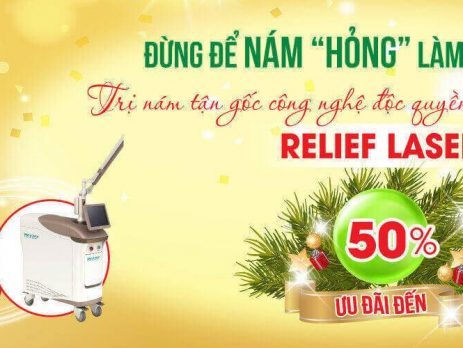 ĐỪNG ĐỂ NÁM “HỎNG” LÀM
Trị nám tận gốc công nghệ độc quyền
RELIEF LASE
50%
ƯU ĐÃI ĐẾN